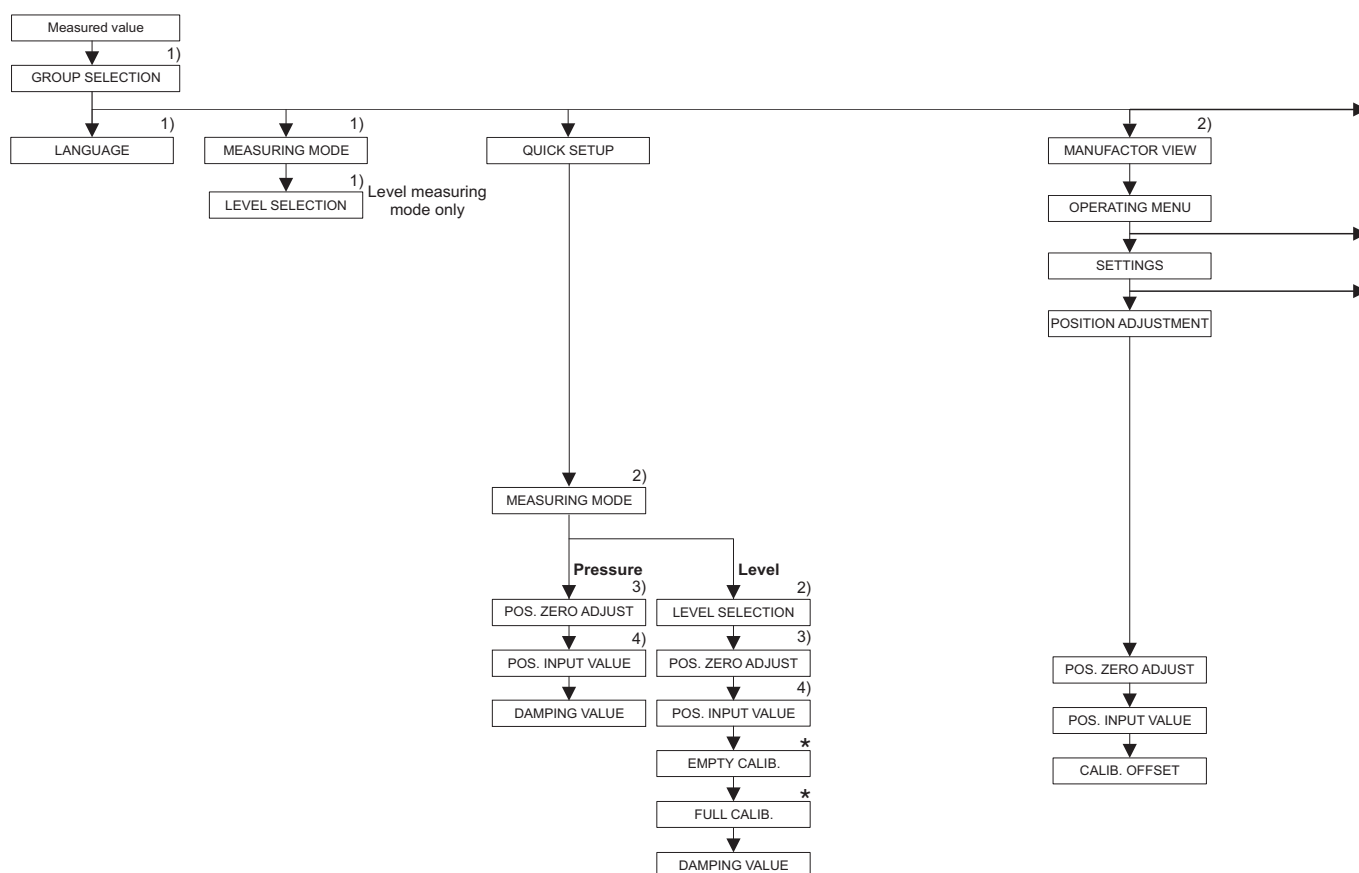 Measured value
1)
GROUP SELECTION
1)
LANGUAGE
1)
MEASURING MODE
1)
LEVEL SELECTION
Level measuring
mode only
QUICK SETUP
2)
MEASURING MODE
Pressure
3)
POS. ZERO ADJUST
4)
POS. INPUT VALUE
DAMPING VALUE
Level
2)
LEVEL SELECTION
3)
POS. ZERO ADJUST
4)
POS. INPUT VALUE
*
EMPTY CALIB.
*
FULL CALIB.
DAMPING VALUE
2)
MANUFACTOR VIEW
OPERATING MENU
SETTINGS
POSITION ADJUSTMENT
POS. ZERO ADJUST
POS. INPUT VALUE
CALIB. OFFSET